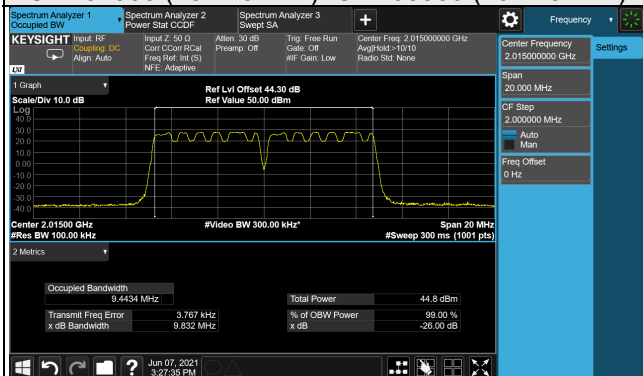 Spectrum Analyzer 1
Occupied BW
Spectrum Analyzer 2
Power Stat CCDF
Spectrum Analyzer 3
Swept SA
Frequency
KEYSIGHT
Input: RF
Coupling: DC
Align: Auto
Input Z: 50 Ω
Corr CCorr RCal
Freq Ref: Int (S)
NFE: Adaptive
Atten: 30 dB
Preamp: Off
Trig: Free Run
Gate: Off
#IF Gain: Low
Center Freq: 2.015000000 GHz
Avg|Hold:>10/10
Radio Std: None
LXI
Center Frequency
2.015000000 GHz
Settings
Span
20.000 MHz
CF Step
2.000000 MHz
Auto
Man
Freq Offset
0 Hz
1 Graph
Scale/Div 10.0 dB
Ref Lvl Offset 44.30 dB
Ref Value 50.00 dBm
Log
40.0
30.0
20.0
10.0
0.00
-10.0
-20.0
-30.0
-40.0
Center 2.01500 GHz
#Res BW 100.00 kHz
#Video BW 300.00 kHz*
Span 20 MHz
#Sweep 300 ms (1001 pts)
2 Metrics
Occupied Bandwidth
9.4434 MHz
Total Power 44.8 dBm
Transmit Freq Error 3.767 kHz
% of OBW Power 99.00 %
x dB Bandwidth 9.832 MHz
x dB -26.00 dB
?
Jun 07, 2021
3:27:35 PM